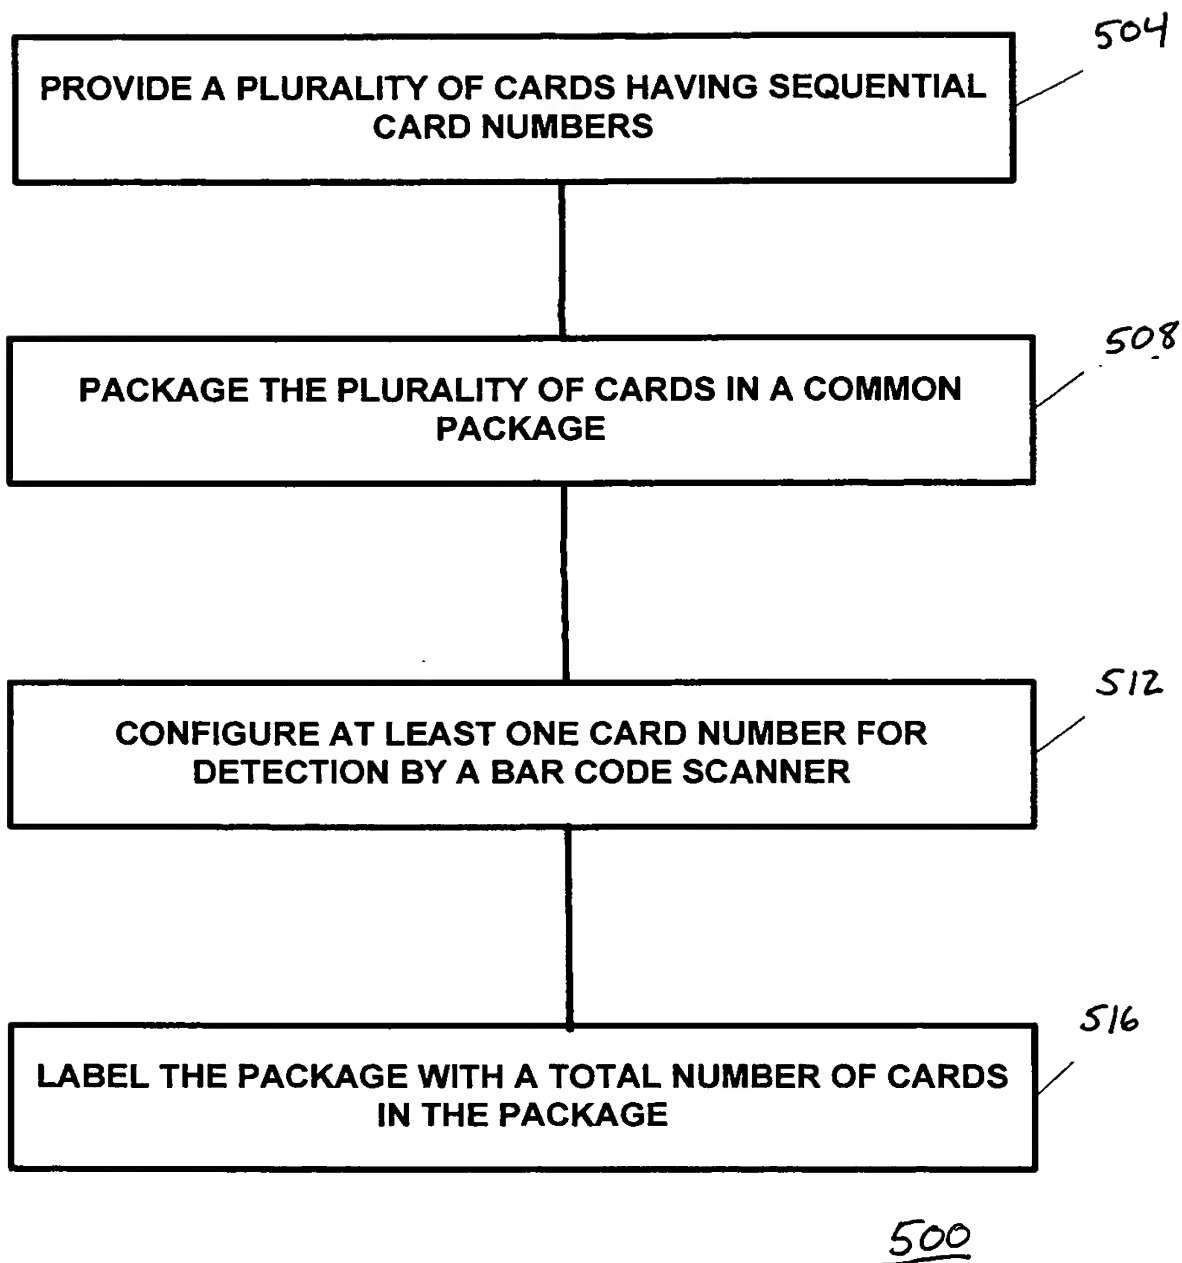 504
PROVIDE A PLURALITY OF CARDS HAVING SEQUENTIAL
CARD NUMBERS
508
PACKAGE THE PLURALITY OF CARDS IN A COMMON
PACKAGE
512
CONFIGURE AT LEAST ONE CARD NUMBER FOR
DETECTION BY A BAR CODE SCANNER
516
LABEL THE PACKAGE WITH A TOTAL NUMBER OF CARDS
IN THE PACKAGE
500